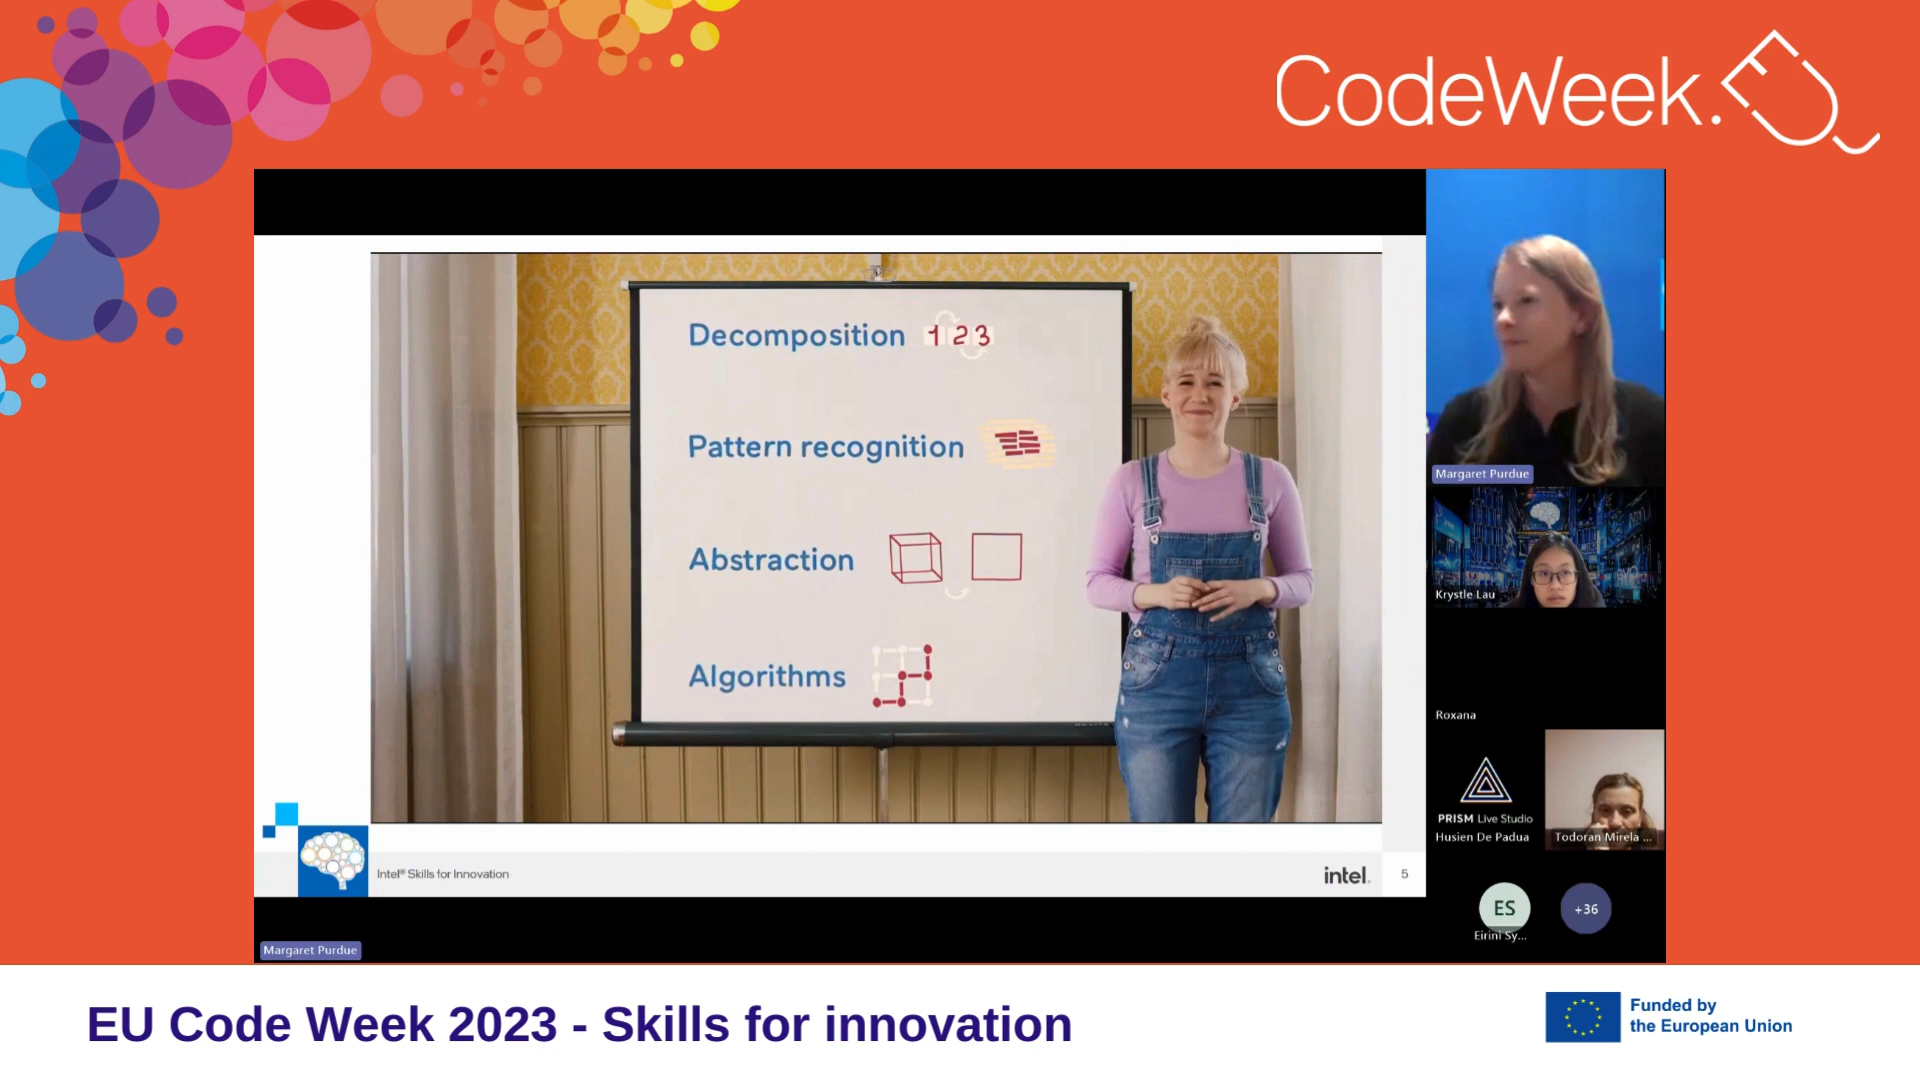 CodeWeek.
Decomposition 1 2 3
Pattern recognition
Abstraction
Algorithms
Intel® Skills for Innovation
intel.
5
Margaret Purdue
Margaret Purdue
Krystle Lau
Roxana
PRISM Live Studio
Husien De Padua
Todoran Mirela ...
ES
Eirini Sy...
+36
EU Code Week 2023 - Skills for innovation
Funded by
the European Union